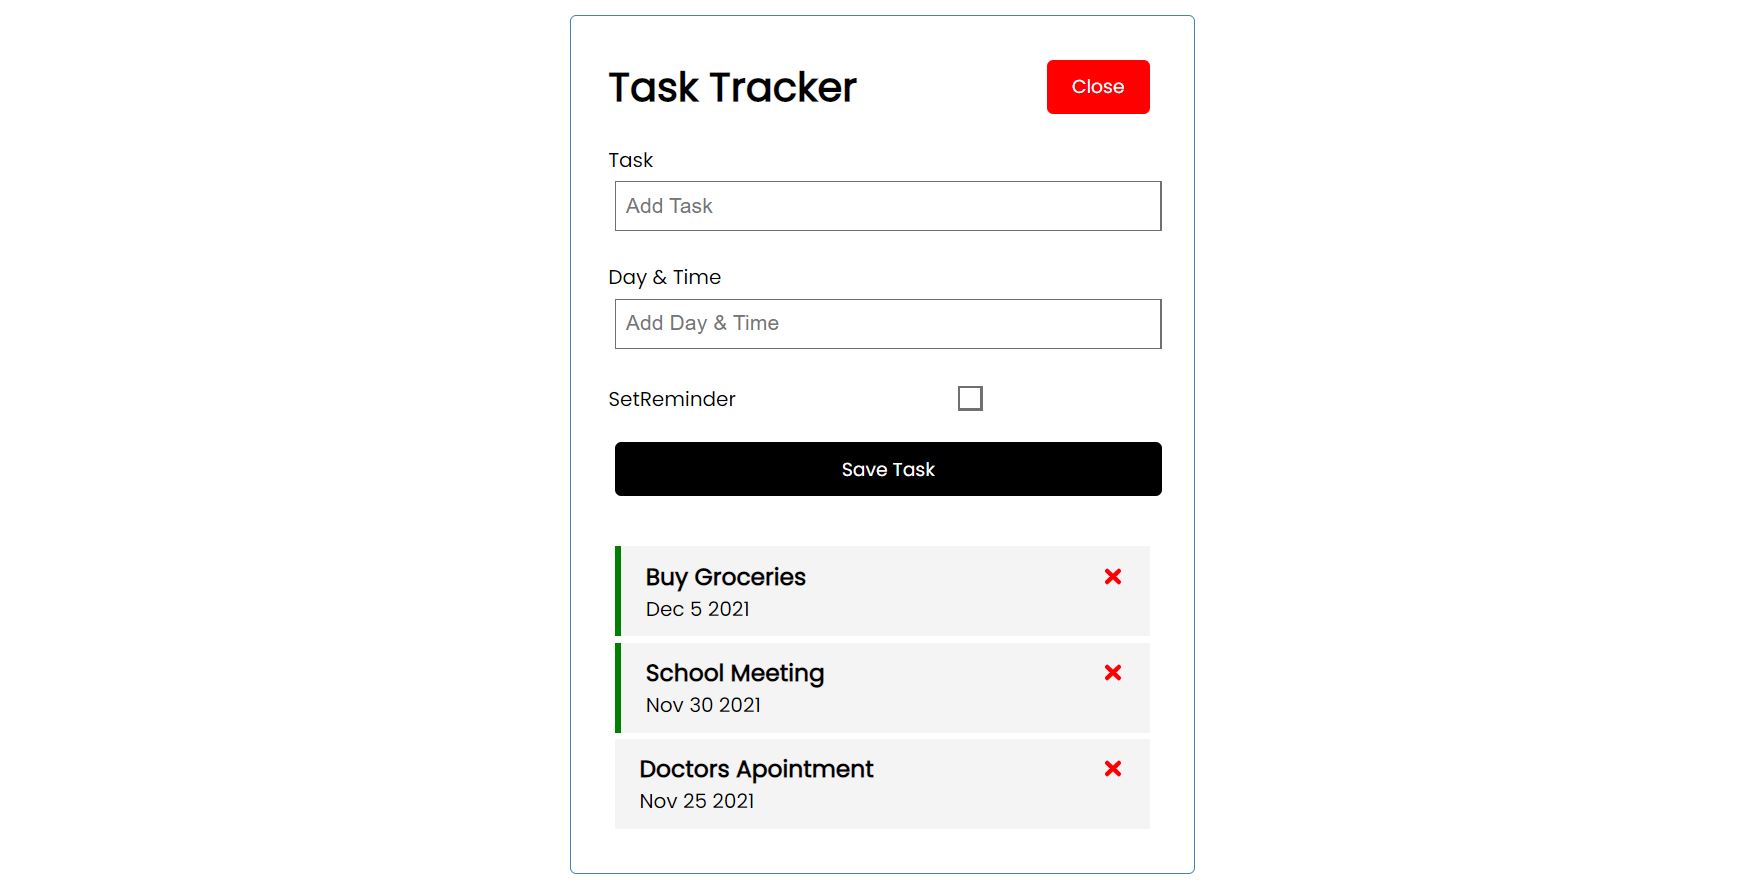 Task Tracker
Close
Task
Add Task
Day & Time
Add Day & Time
SetReminder
Save Task
Buy Groceries
Dec 5 2021
School Meeting
Nov 30 2021
Doctors Apointment
Nov 25 2021